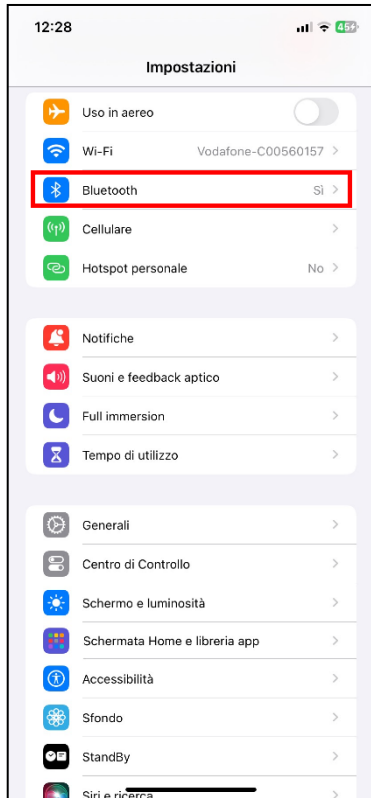 12:28 45+
Impostazioni
Uso in aereo
Wi-Fi Vodafone-C00560157
Bluetooth Sì
Cellulare
Hotspot personale No
Notifiche
Suoni e feedback aptico
Full immersion
Tempo di utilizzo
Generali
Centro di Controllo
Schermo e luminosità
Schermata Home e libreria app
Accessibilità
Sfondo
StandBy
Siri e ricerca